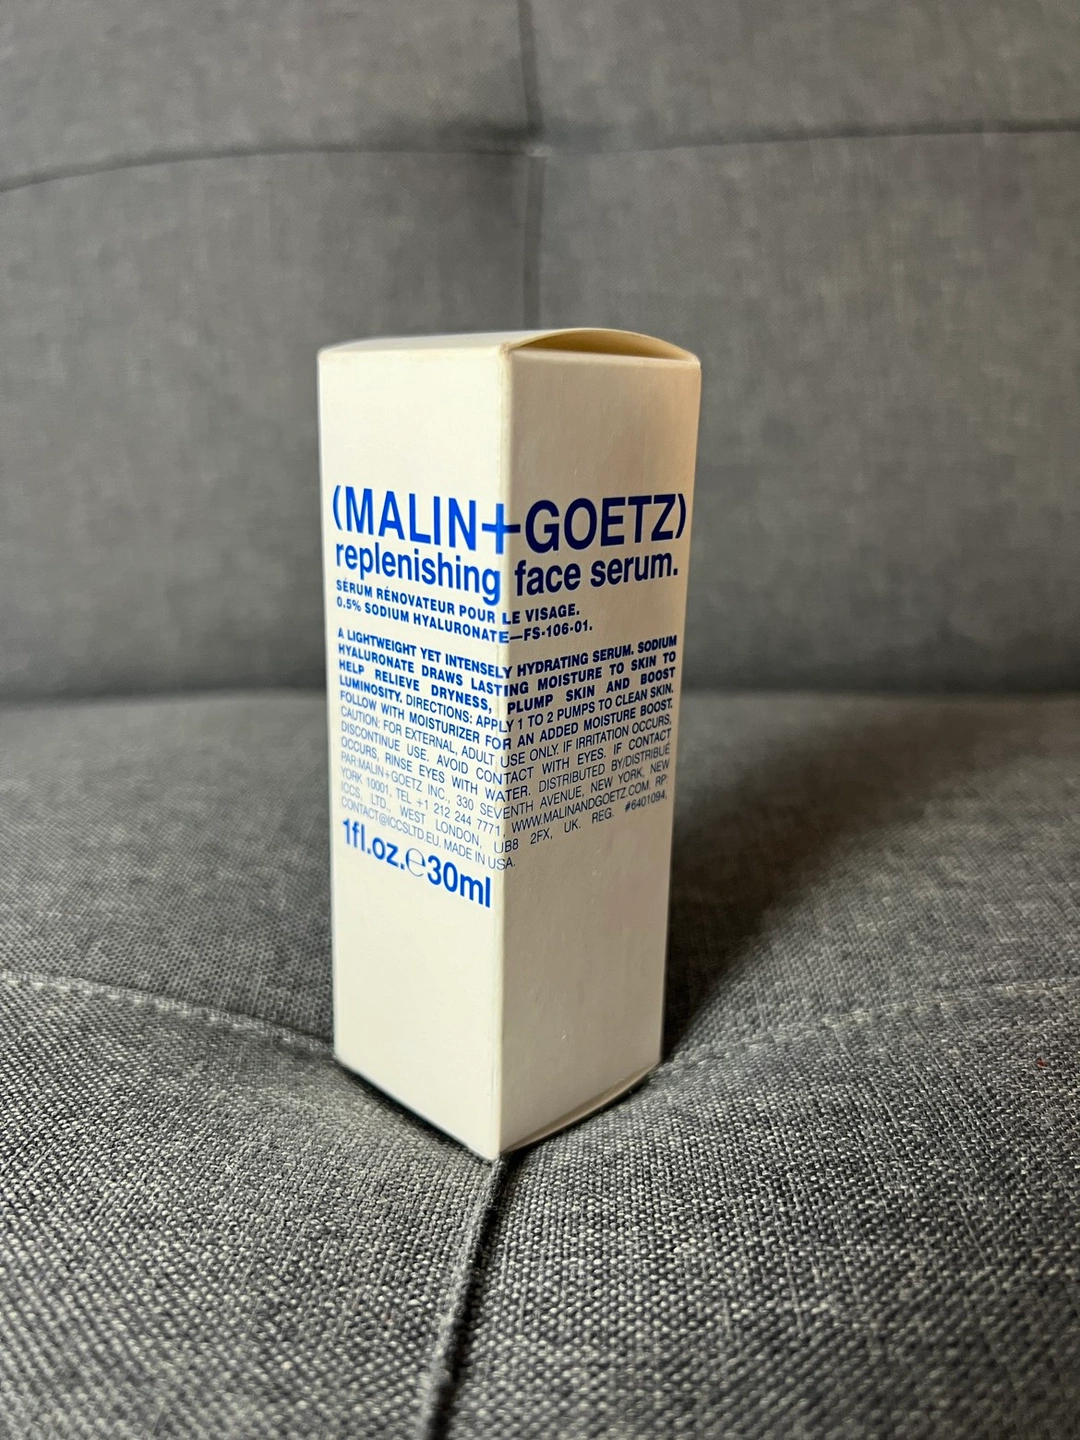 (MALIN+GOETZ)
replenishing face serum.
SÉRUM RÉNOVATEUR POUR LE VISAGE.
0.5% SODIUM HYALURONATE—FS-106-01.
A LIGHTWEIGHT YET INTENSELY HYDRATING SERUM. SODIUM
HYALURONATE DRAWS LASTING MOISTURE TO SKIN TO
HELP RELIEVE DRYNESS, PLUMP SKIN AND BOOST
LUMINOSITY. DIRECTIONS: APPLY 1 TO 2 PUMPS TO CLEAN SKIN.
FOLLOW WITH MOISTURIZER FOR AN ADDED MOISTURE BOOST.
CAUTION: FOR EXTERNAL, ADULT USE ONLY. IF IRRITATION OCCURS,
DISCONTINUE USE. AVOID CONTACT WITH EYES. IF CONTACT
OCCURS, RINSE EYES WITH WATER. DISTRIBUTED BY/DISTRIBUÉ
PAR:MALIN+GOETZ INC., 330 SEVENTH AVENUE, NEW YORK, NEW
YORK 10001. TEL +1 212 244 7771, WWW.MALINANDGOETZ.COM. RP:
ICCS, LTD., WEST LONDON, UB8 2FX, UK. REG. #6401094,
CONTACT@ICCSLTD.EU. MADE IN USA.
1fl.oz.℮30ml